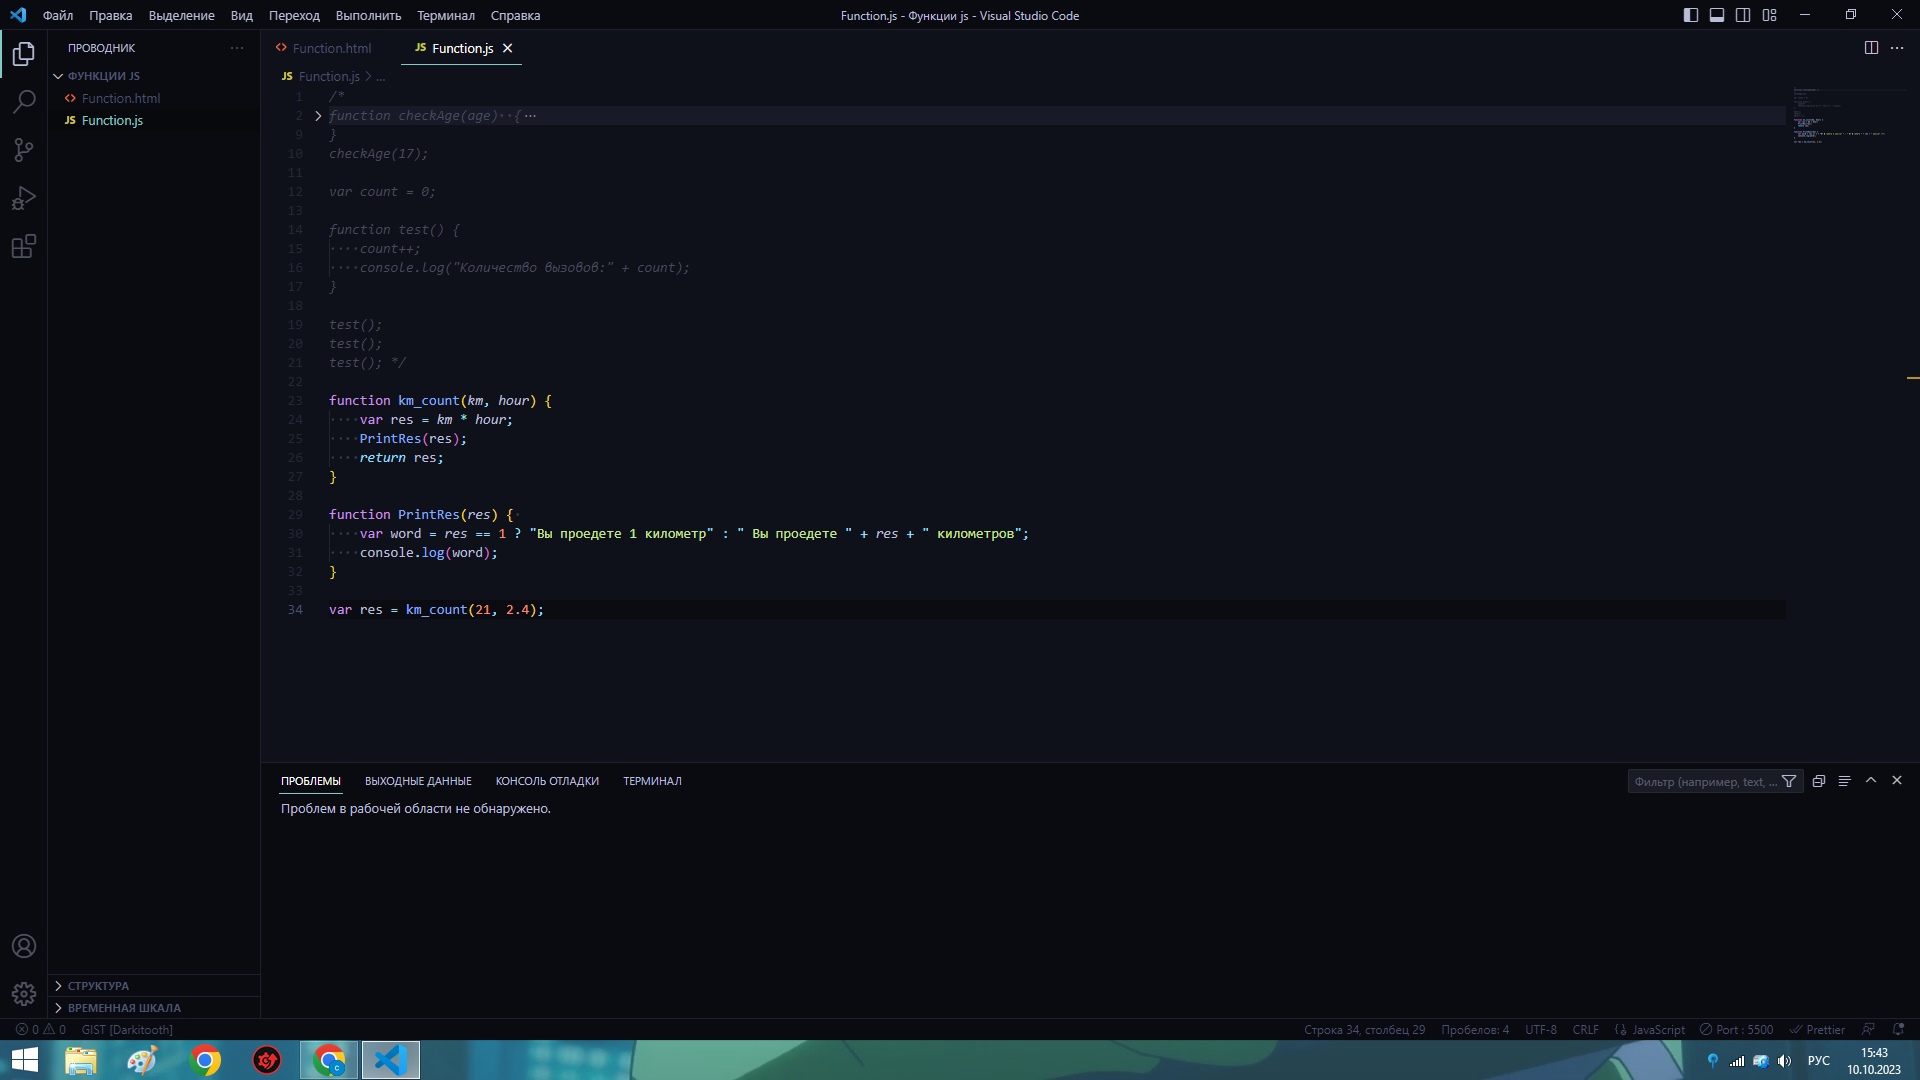 Файл Правка Выделение Вид Переход Выполнить Терминал Справка
Function.js - Функции js - Visual Studio Code
ПРОВОДНИК
ФУНКЦИИ JS
Function.html
JS Function.js
Function.html
JS Function.js
JS Function.js > ...
1 /*
2 function checkAge(age) {...
9 }
10 checkAge(17);
11
12 var count = 0;
13
14 function test() {
15 count++;
16 console.log("Количество вызовов:" + count);
17 }
18
19 test();
20 test();
21 test(); */
22
23 function km_count(km, hour) {
24 var res = km * hour;
25 PrintRes(res);
26 return res;
27 }
28
29 function PrintRes(res) {
30 var word = res == 1 ? "Вы проедете 1 километр" : " Вы проедете " + res + " километров";
31 console.log(word);
32 }
33
34 var res = km_count(21, 2.4);
ПРОБЛЕМЫ ВЫХОДНЫЕ ДАННЫЕ КОНСОЛЬ ОТЛАДКИ ТЕРМИНАЛ
Фильтр (например, text, ...
Проблем в рабочей области не обнаружено.
СТРУКТУРА
ВРЕМЕННАЯ ШКАЛА
0 0 GIST [Darkitooth]
Строка 34, столбец 29 Пробелов: 4 UTF-8 CRLF {} JavaScript Port : 5500 Prettier
РУС
15:43
10.10.2023